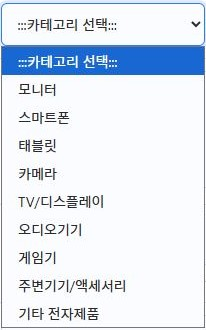 :::카테고리 선택:::
:::카테고리 선택:::
모니터
스마트폰
태블릿
카메라
TV/디스플레이
오디오기기
게임기
주변기기/액세서리
기타 전자제품